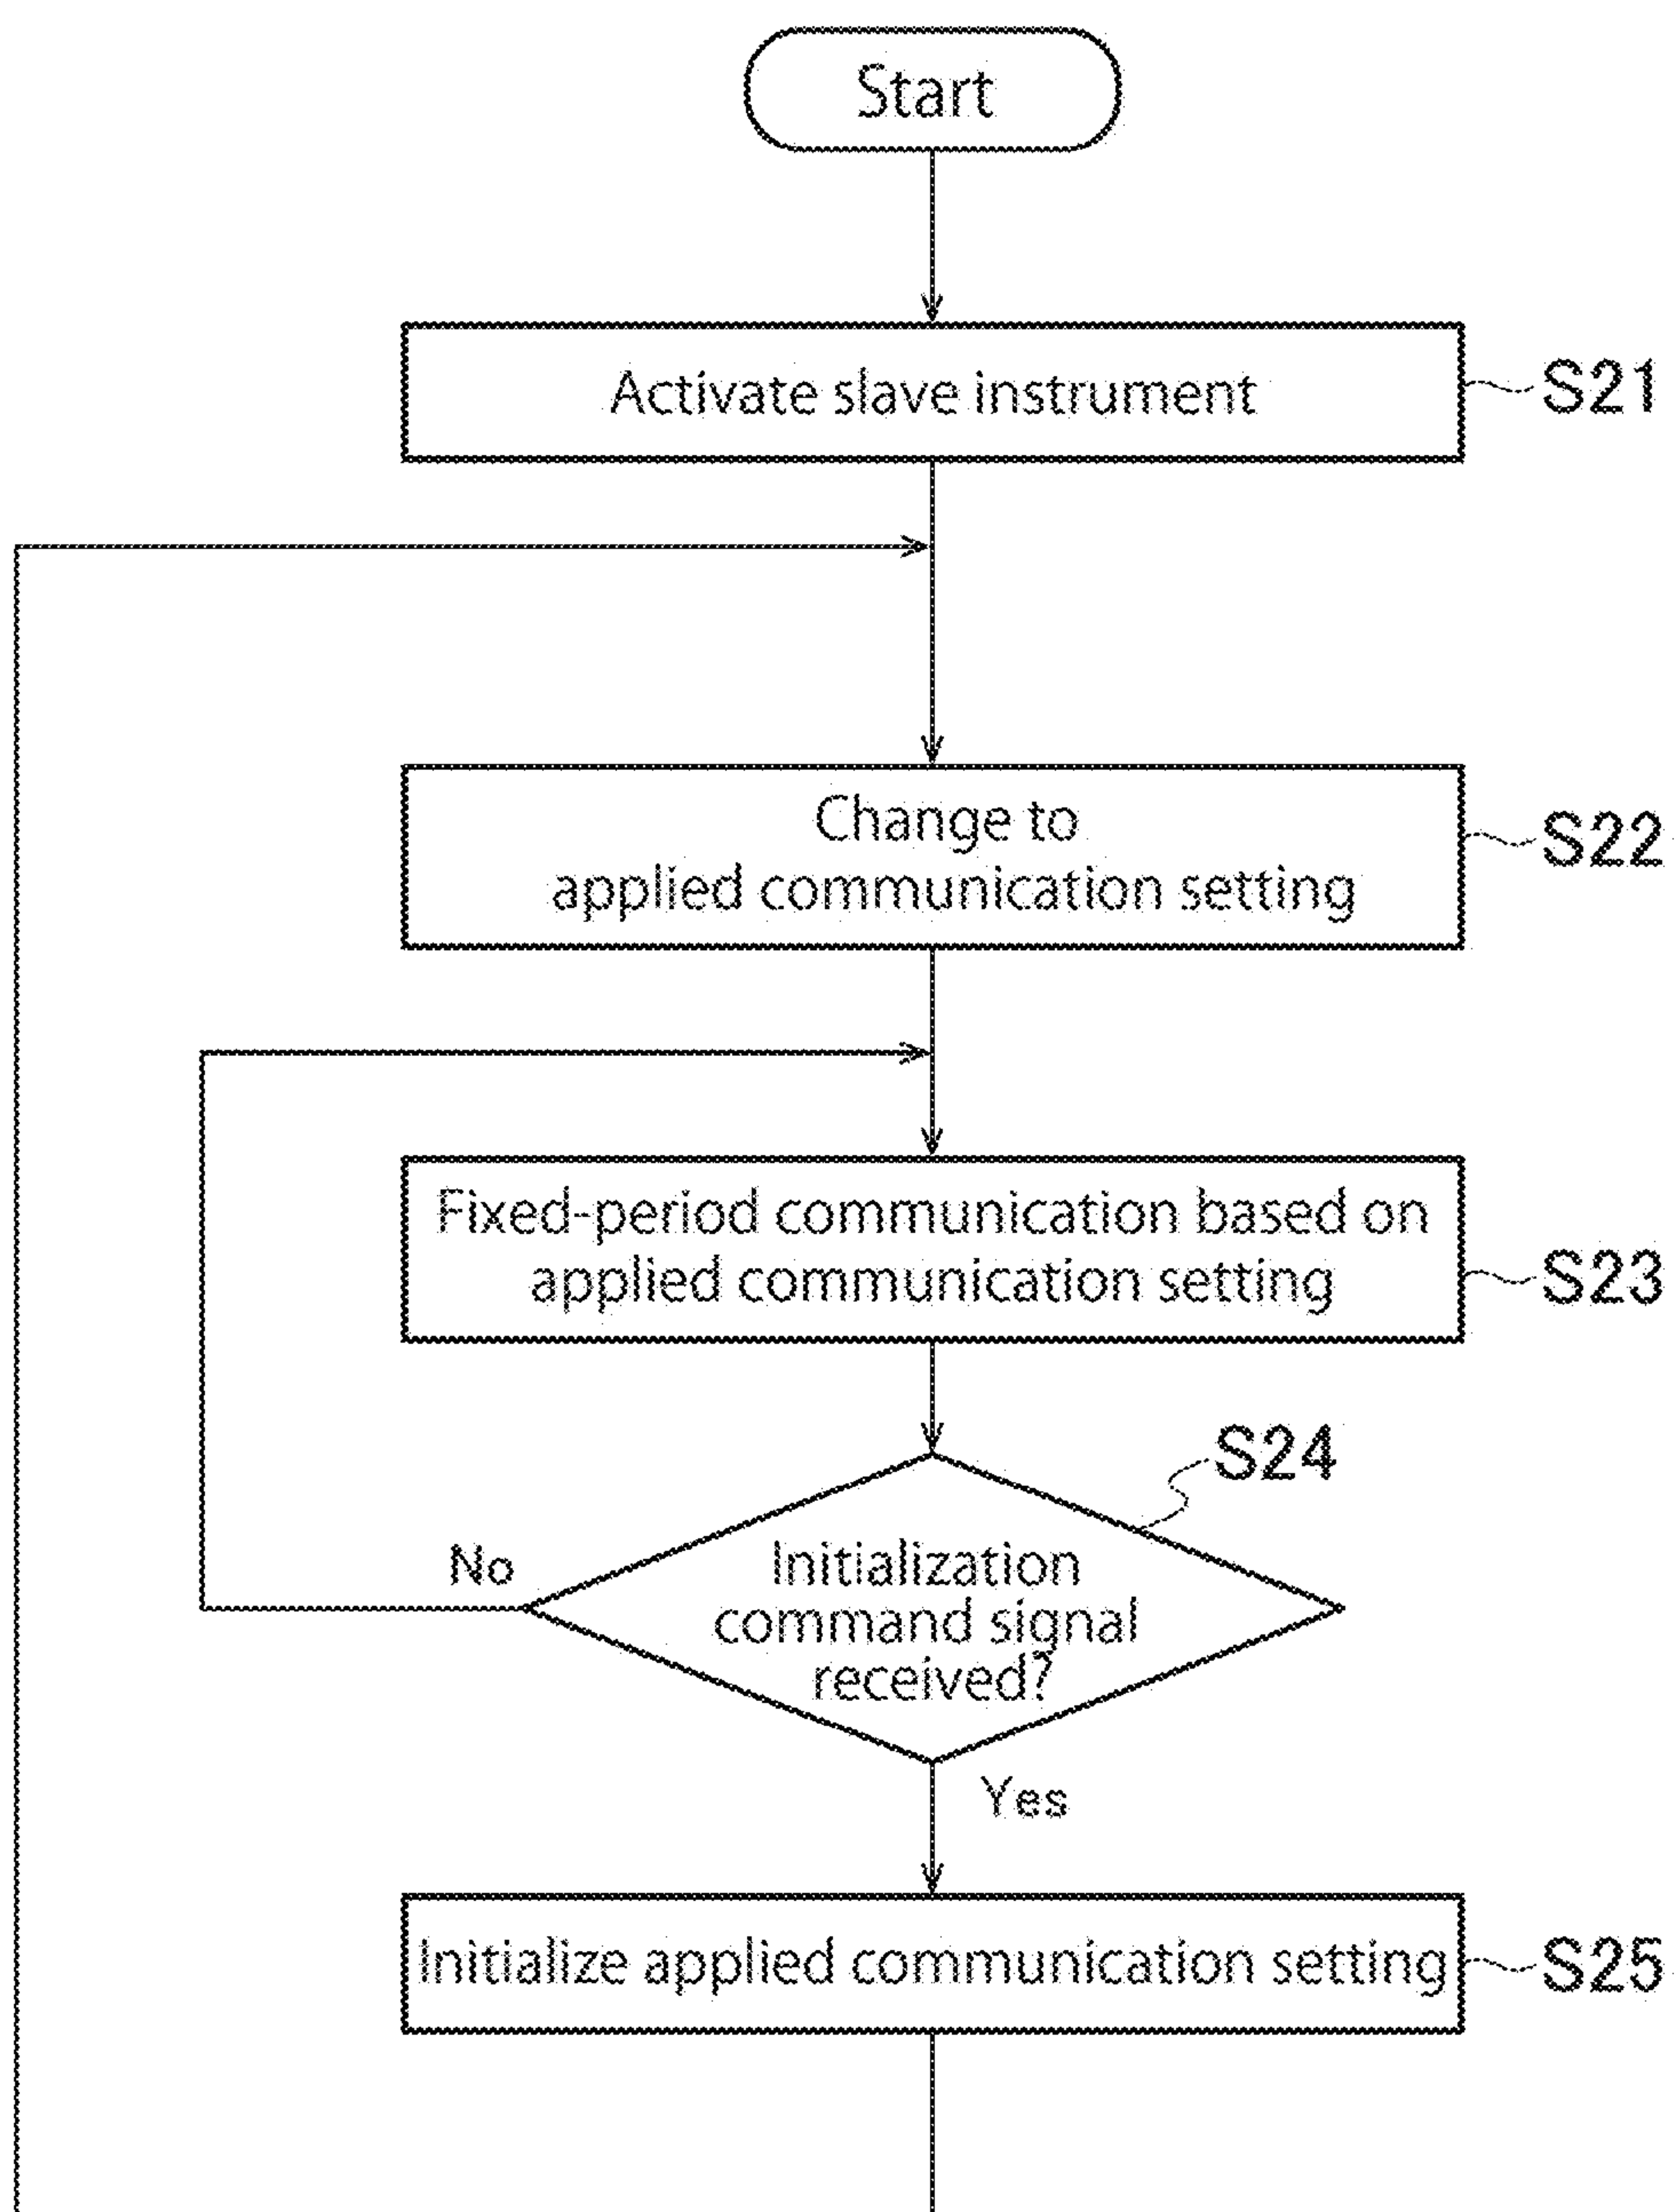 Start
Activate slave instrument
S21
Change to
applied communication setting
S22
Fixed-period communication based on
applied communication setting
S23
S24
No
Initialization
command signal
received?
Yes
Initialize applied communication setting
S25